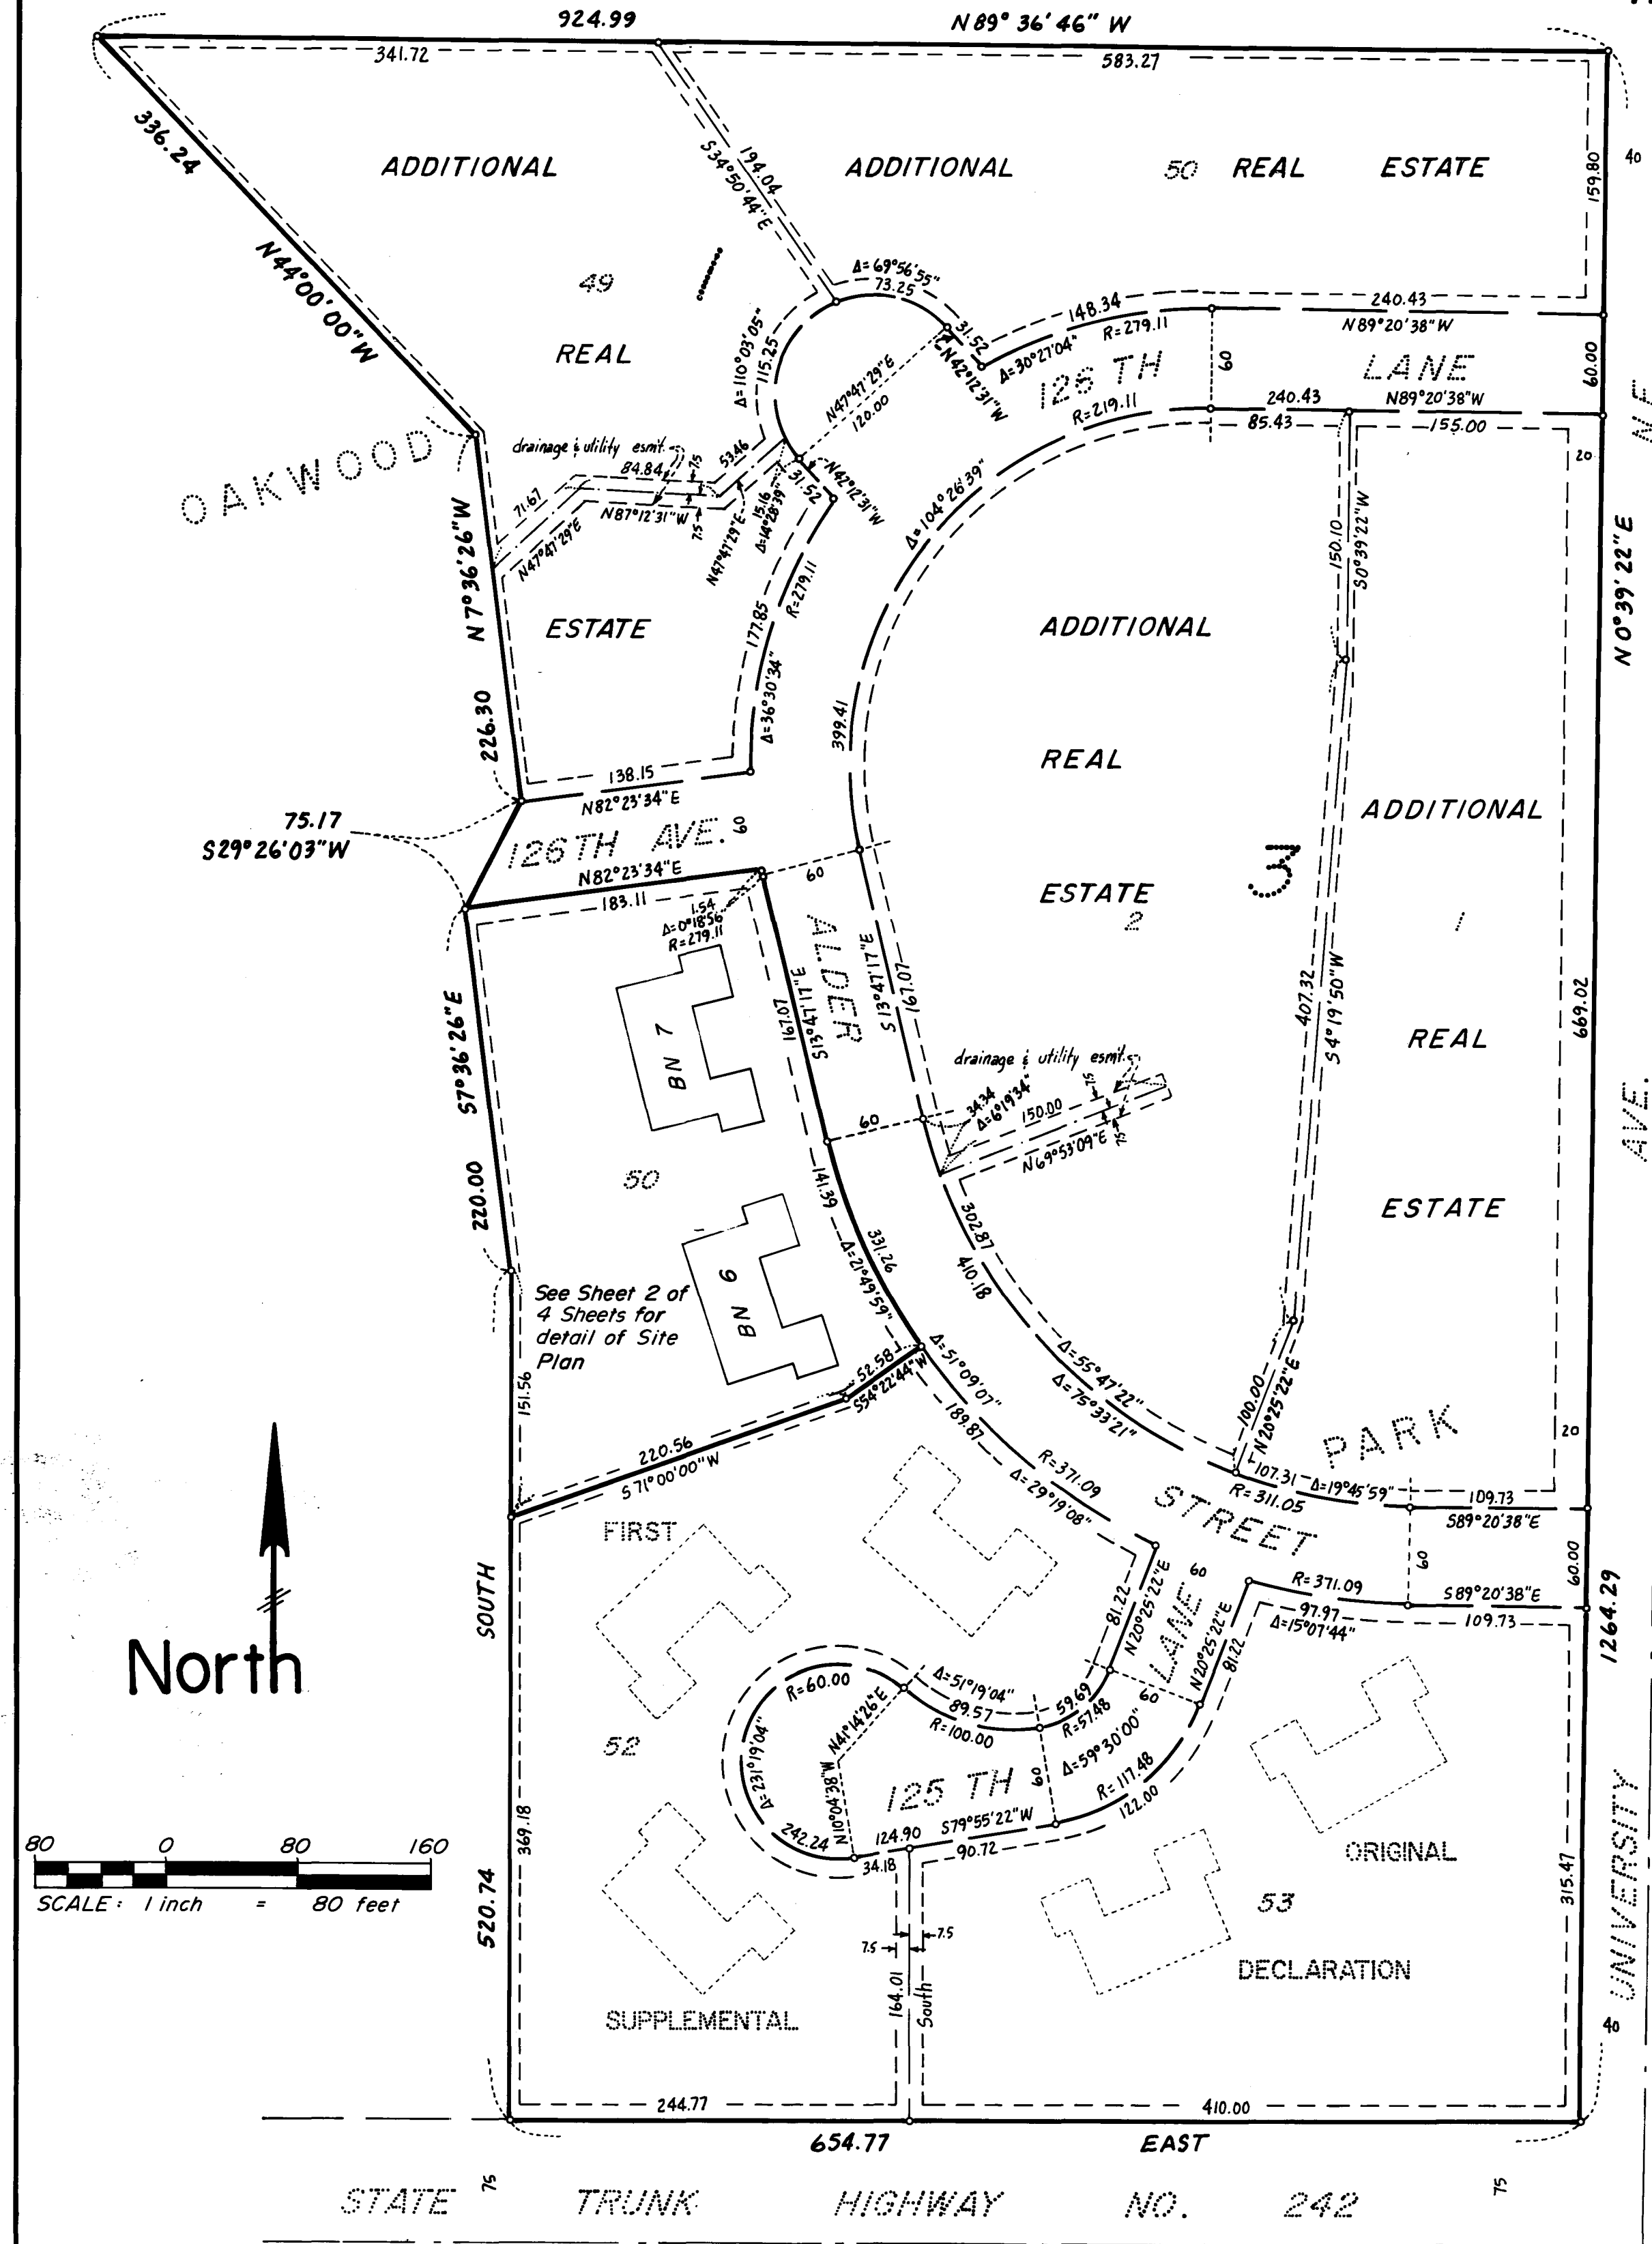 924.99
N 89° 36' 46" W
341.72
583.27
336.24
N44°00'00"W
ADDITIONAL
194.04
S34°50'44"E
ADDITIONAL
50
REAL
ESTATE
159.80
40
49
REAL
Δ=69°56'55"
73.25
31.52
N42°12'31"W
148.34
R=279.11
Δ=30°27'04"
240.43
N89°20'38"W
60
126 TH
LANE
60.00
NE
Δ=110°03'05"
115.25
N47°47'29"E
120.00
R=219.11
240.43
N89°20'38"W
85.43
155.00
20
OAKWOOD
drainage & utility esmt.
84.84
7.5
53.46
71.67
N87°12'31"W
7.5
N47°47'29"E
N47°47'29"E
15.16
Δ=14°28'39"
31.52
N42°12'31"W
Δ=104°26'39"
150.10
S0°39'22"W
N 0°39'22"E
N 7°36'26"W
ESTATE
177.85
R=279.11
Δ=36°30'34"
ADDITIONAL
226.30
138.15
N82°23'34"E
399.41
REAL
75.17
S29°26'03"W
126TH AVE.
60
ADDITIONAL
N82°23'34"E
183.11
60
1.54
Δ=0°18'56"
R=279.11
ESTATE
2
3
1
ALDER
S7°36'26"E
BN 7
167.07
S13°47'17"E
S 13°47'17"E
167.07
407.32
S4°19'50"W
669.02
REAL
drainage & utility esmt.
34.34
Δ=6°19'34"
150.00
7.5
N69°53'09"E
7.5
AVE.
60
50
220.00
141.39
331.26
Δ=21°49'59"
302.87
410.18
ESTATE
See Sheet 2 of
4 Sheets for
detail of Site
Plan
BN 6
151.56
52.58
S54°22'44"W
Δ=51°09'07"
189.87
Δ=55°47'22"
Δ=75°33'21"
100.00
N20°25'22"E
PARK
20
220.56
S 71°00'00"W
R=371.09
Δ=29°19'08"
107.31
Δ=19°45'59"
R=311.05
109.73
S89°20'38"E
FIRST
STREET
60
60.00
SOUTH
81.22
N20°25'22"E
60
LANE
N20°25'22"E
81.22
R=371.09
97.97
Δ=15°07'44"
S89°20'38"E
109.73
1264.29
North
R=60.00
Δ=51°19'04"
89.57
R=100.00
59.69
R=57.48
60
52
Δ=231°19'04"
N41°14'26"E
N10°04'38"W
Δ=59°30'00"
60
125 TH
R=117.48
122.00
UNIVERSITY
369.18
242.24
124.90
S79°55'22"W
34.18
90.72
ORIGINAL
315.47
80 0 80 160
SCALE: 1 inch = 80 feet
520.74
53
7.5
7.5
DECLARATION
164.01
South
SUPPLEMENTAL
40
244.77
410.00
654.77
EAST
75
75
STATE TRUNK HIGHWAY NO. 242